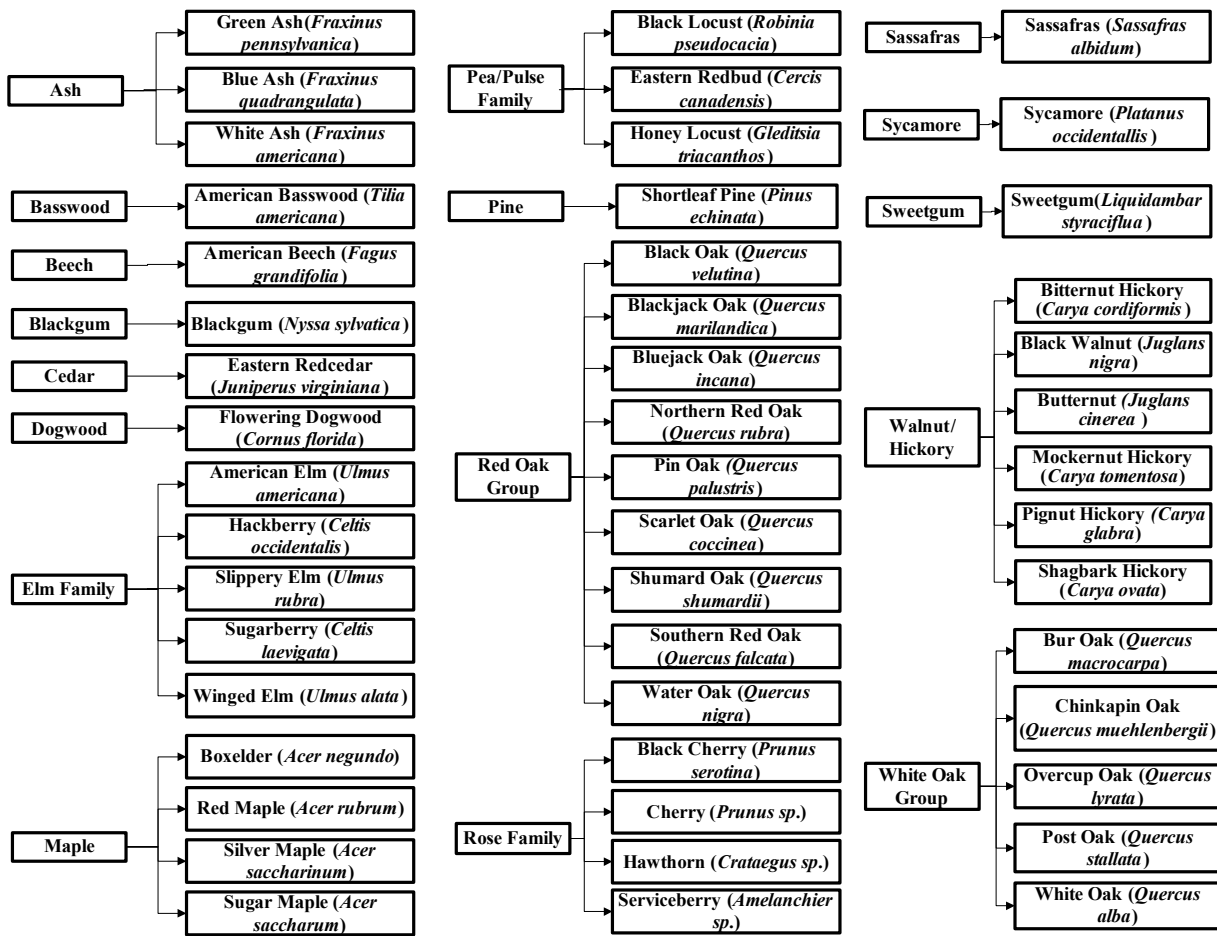 Ash
Green Ash(Fraxinus
pennsylvanica)
Blue Ash (Fraxinus
quadrangulata)
White Ash (Fraxinus
americana)
Basswood
American Basswood (Tilia
americana)
Beech
American Beech (Fagus
grandifolia)
Blackgum
Blackgum (Nyssa sylvatica)
Cedar
Eastern Redcedar
(Juniperus virginiana)
Dogwood
Flowering Dogwood
(Cornus florida)
Elm Family
American Elm (Ulmus
americana)
Hackberry (Celtis
occidentalis)
Slippery Elm (Ulmus
rubra)
Sugarberry (Celtis
laevigata)
Winged Elm (Ulmus alata)
Maple
Boxelder (Acer negundo)
Red Maple (Acer rubrum)
Silver Maple (Acer
saccharinum)
Sugar Maple (Acer
saccharum)
Pea/Pulse
Family
Black Locust (Robinia
pseudocacia)
Eastern Redbud (Cercis
canadensis)
Honey Locust (Gleditsia
triacanthos)
Pine
Shortleaf Pine (Pinus
echinata)
Red Oak
Group
Black Oak (Quercus
velutina)
Blackjack Oak (Quercus
marilandica)
Bluejack Oak (Quercus
incana)
Northern Red Oak
(Quercus rubra)
Pin Oak (Quercus
palustris)
Scarlet Oak (Quercus
coccinea)
Shumard Oak (Quercus
shumardii)
Southern Red Oak
(Quercus falcata)
Water Oak (Quercus
nigra)
Rose Family
Black Cherry (Prunus
serotina)
Cherry (Prunus sp.)
Hawthorn (Crataegus sp.)
Serviceberry (Amelanchier
sp.)
Sassafras
Sassafras (Sassafras
albidum)
Sycamore
Sycamore (Platanus
occidentallis)
Sweetgum
Sweetgum(Liquidambar
styraciflua)
Walnut/
Hickory
Bitternut Hickory
(Carya cordiformis)
Black Walnut (Juglans
nigra)
Butternut (Juglans
cinerea)
Mockernut Hickory
(Carya tomentosa)
Pignut Hickory (Carya
glabra)
Shagbark Hickory
(Carya ovata)
White Oak
Group
Bur Oak (Quercus
macrocarpa)
Chinkapin Oak
(Quercus muehlenbergii)
Overcup Oak (Quercus
lyrata)
Post Oak (Quercus
stallata)
White Oak (Quercus
alba)